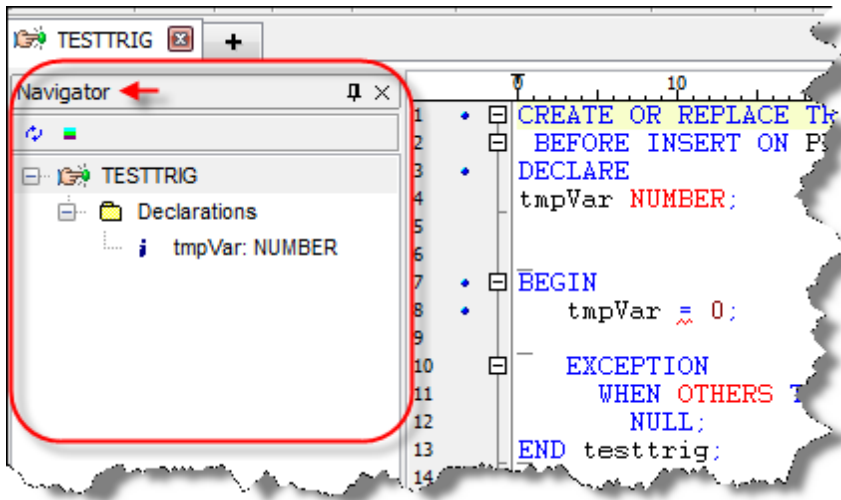 TESTTRIG
Navigator
TESTTRIG
Declarations
i tmpVar: NUMBER
0 10
1 CREATE OR REPLACE
2 BEFORE INSERT ON
3 DECLARE
4 tmpVar NUMBER;
5
6
7 BEGIN
8 tmpVar = 0;
9
10 EXCEPTION
11 WHEN OTHERS
12 NULL;
13 END testtrig;
14